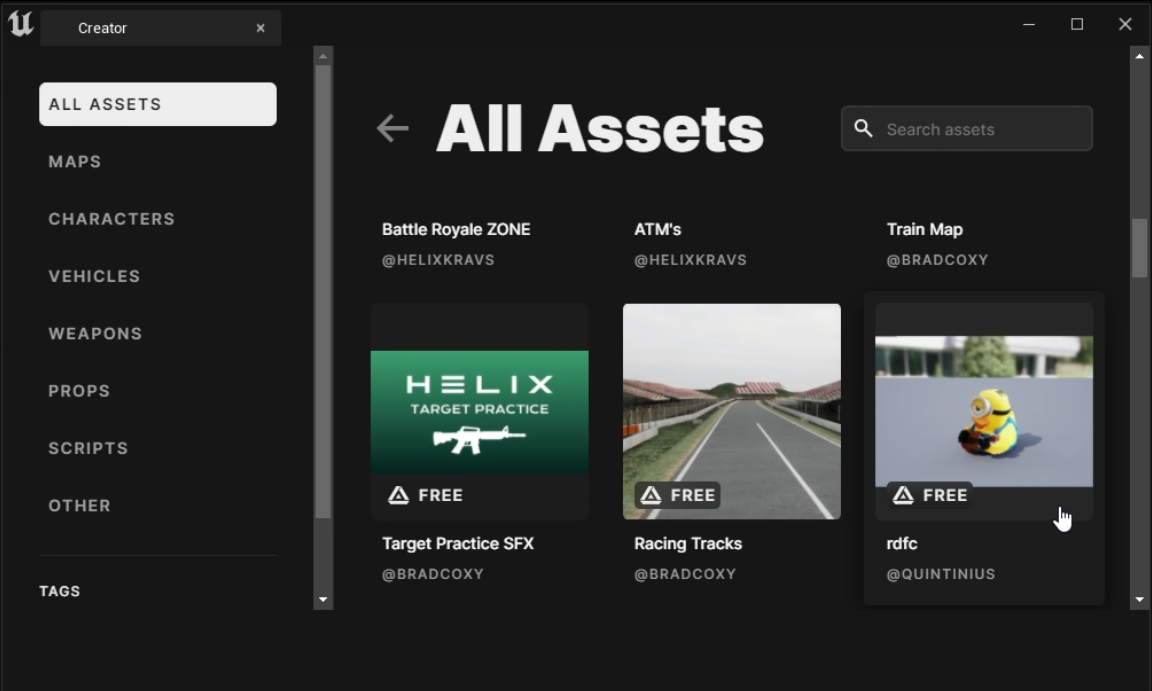 Creator
ALL ASSETS
MAPS
CHARACTERS
VEHICLES
WEAPONS
PROPS
SCRIPTS
OTHER
TAGS
All Assets
Search assets
Battle Royale ZONE
@HELIXKRAVS
ATM's
@HELIXKRAVS
Train Map
@BRADCOXY
HELIX
TARGET PRACTICE
FREE
Target Practice SFX
@BRADCOXY
FREE
Racing Tracks
@BRADCOXY
FREE
rdfc
@QUINTINIUS